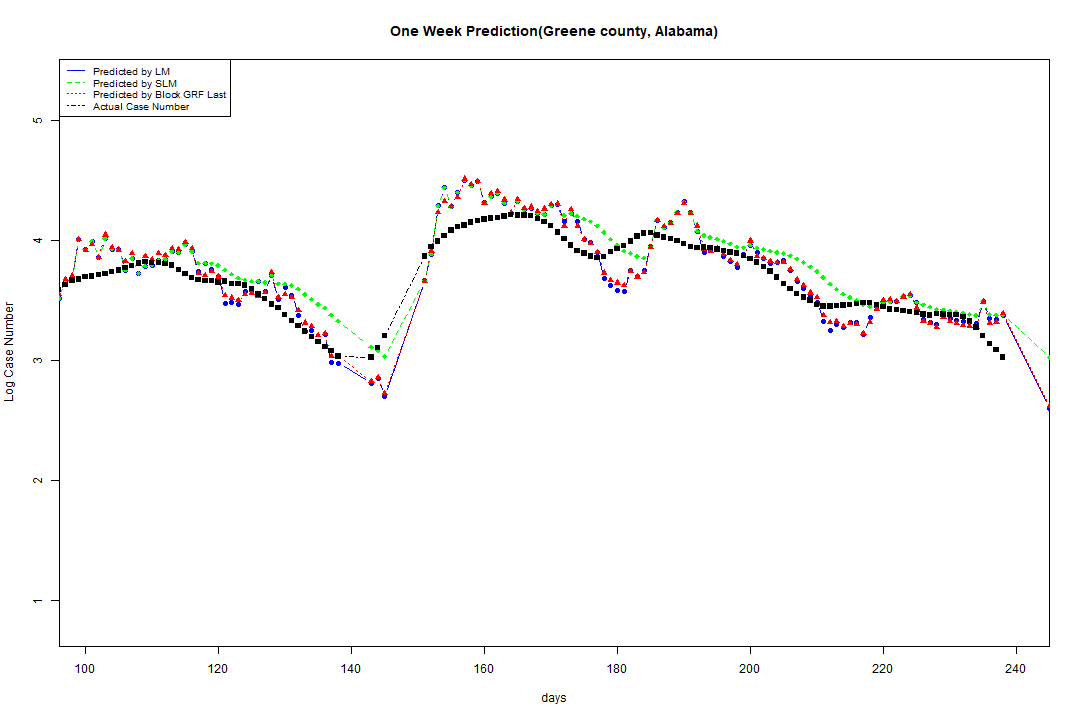 One Week Prediction(Greene county, Alabama)
Predicted by LM
Predicted by SLM
Predicted by Block GRF Last
Actual Case Number
5
4
3
2
1
Log Case Number
100 120 140 160 180 200 220 240
days